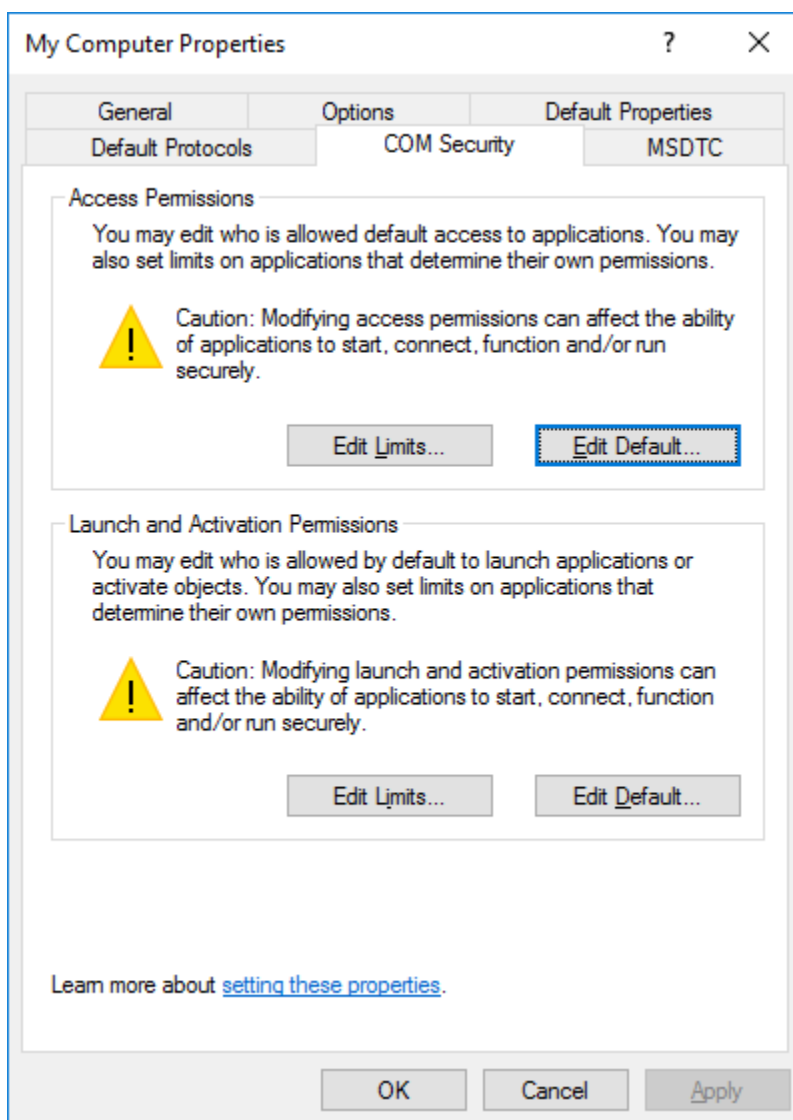 My Computer Properties
?
General
Options
Default Properties
Default Protocols
COM Security
MSDTC
Access Permissions
You may edit who is allowed default access to applications. You may
also set limits on applications that determine their own permissions.
!
Caution: Modifying access permissions can affect the ability
of applications to start, connect, function and/or run
securely.
Edit Limits...
Edit Default...
Launch and Activation Permissions
You may edit who is allowed by default to launch applications or
activate objects. You may also set limits on applications that
determine their own permissions.
!
Caution: Modifying launch and activation permissions can
affect the ability of applications to start, connect, function
and/or run securely.
Edit Limits...
Edit Default...
Learn more about setting these properties.
OK
Cancel
Apply